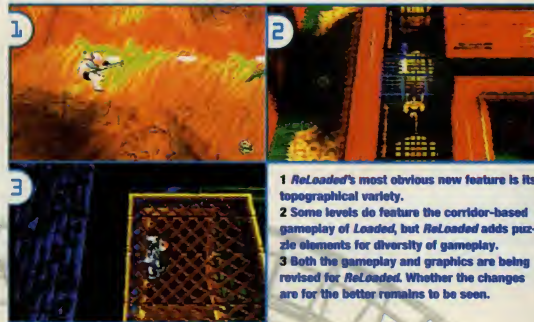 1
2
3
1 ReLoaded's most obvious new feature is its
topographical variety.
2 Some levels do feature the corridor-based
gameplay of Loaded, but ReLoaded adds puz-
zle elements for diversity of gameplay.
3 Both the gameplay and graphics are being
revised for ReLoaded. Whether the changes
are for the better remains to be seen.